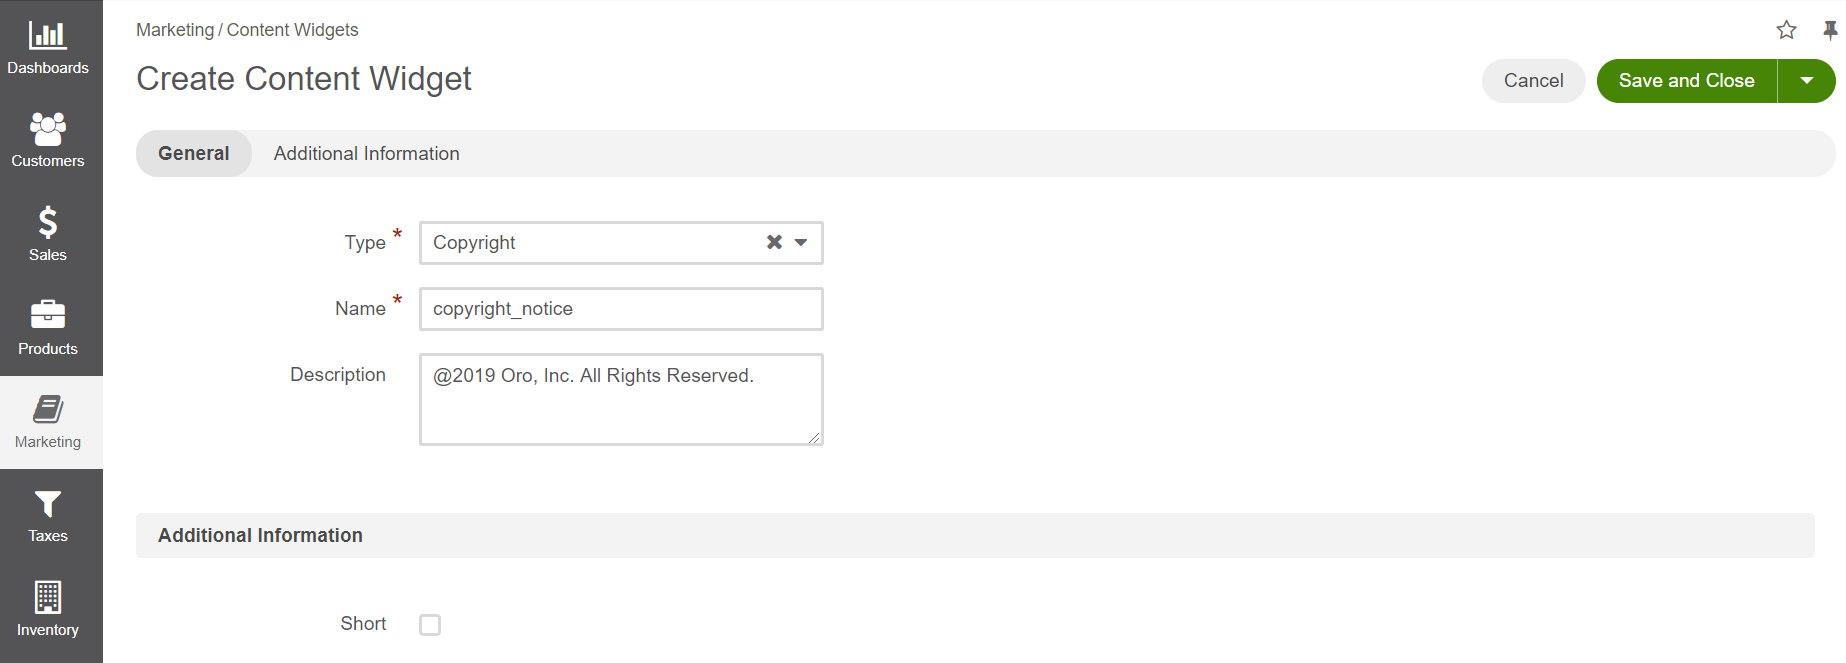 Dashboards
Customers
Sales
Products
Marketing
Taxes
Inventory
Marketing / Content Widgets
Create Content Widget
Cancel
Save and Close
General
Additional Information
Type *
Copyright
Name *
copyright_notice
Description
@2019 Oro, Inc. All Rights Reserved.
Additional Information
Short